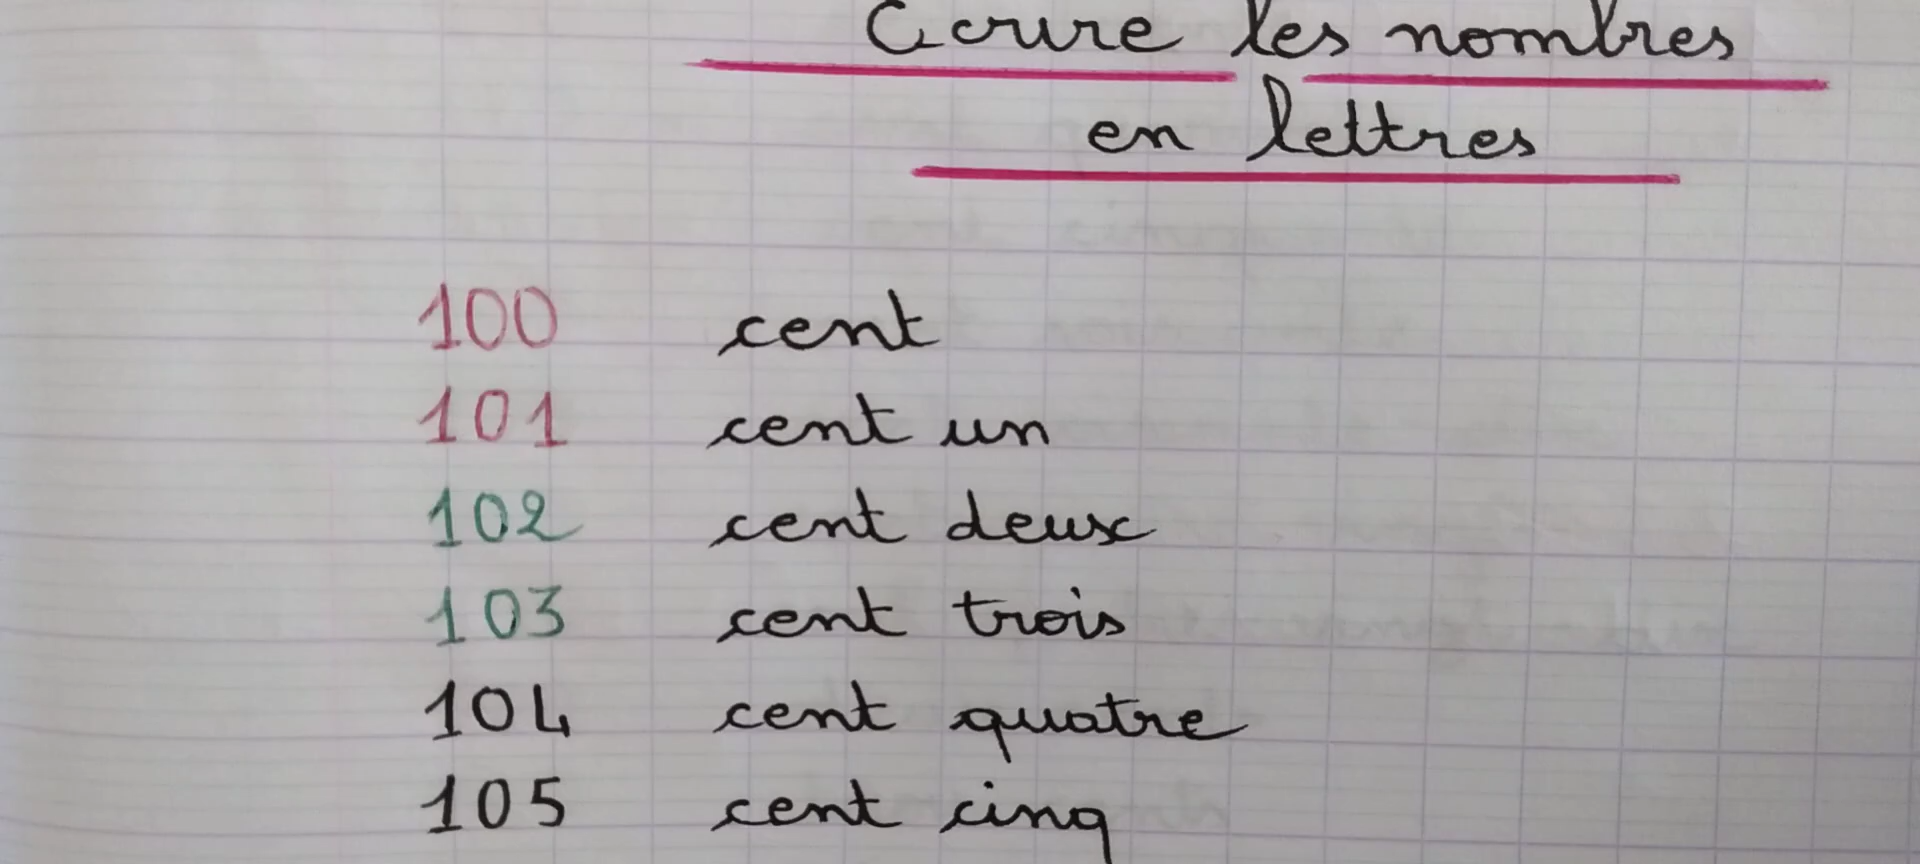 Ecrire les nombres
en lettres
100 cent
101 cent un
102 cent deux
103 cent trois
104 cent quatre
105 cent cinq